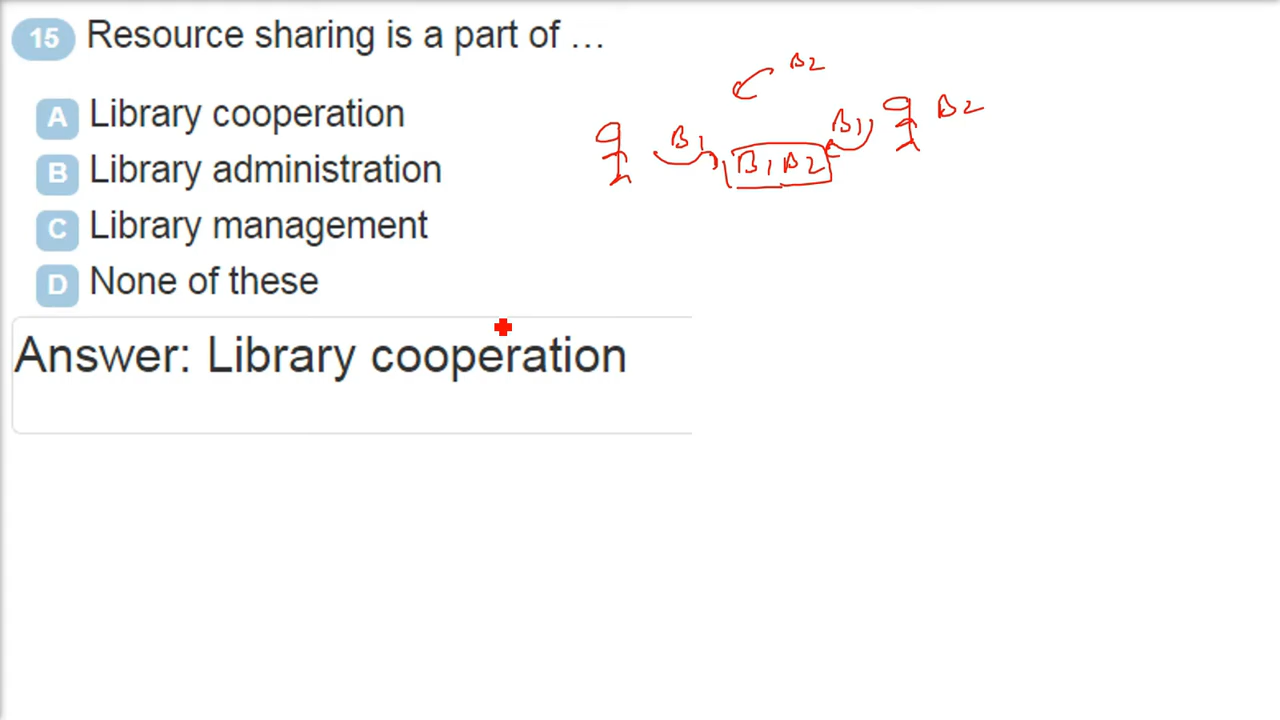 15 Resource sharing is a part of ...
A Library cooperation
B Library administration
C Library management
D None of these
Answer: Library cooperation
B2
B1
B1 B2
B1
B2